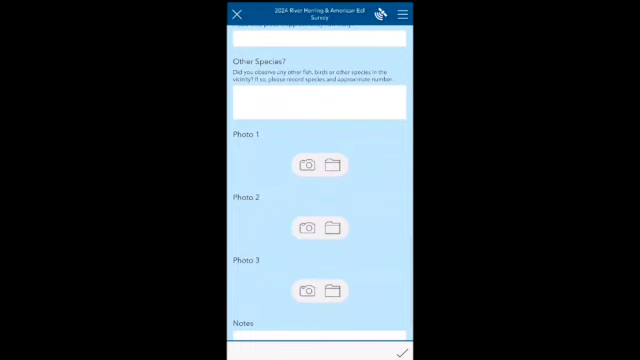 2024 River Herring & American Eel
Survey
Other Species?
Did you observe any other fish, birds or other species in the
vicinity? If so, please record species and approximate number.
Photo 1
Photo 2
Photo 3
Notes